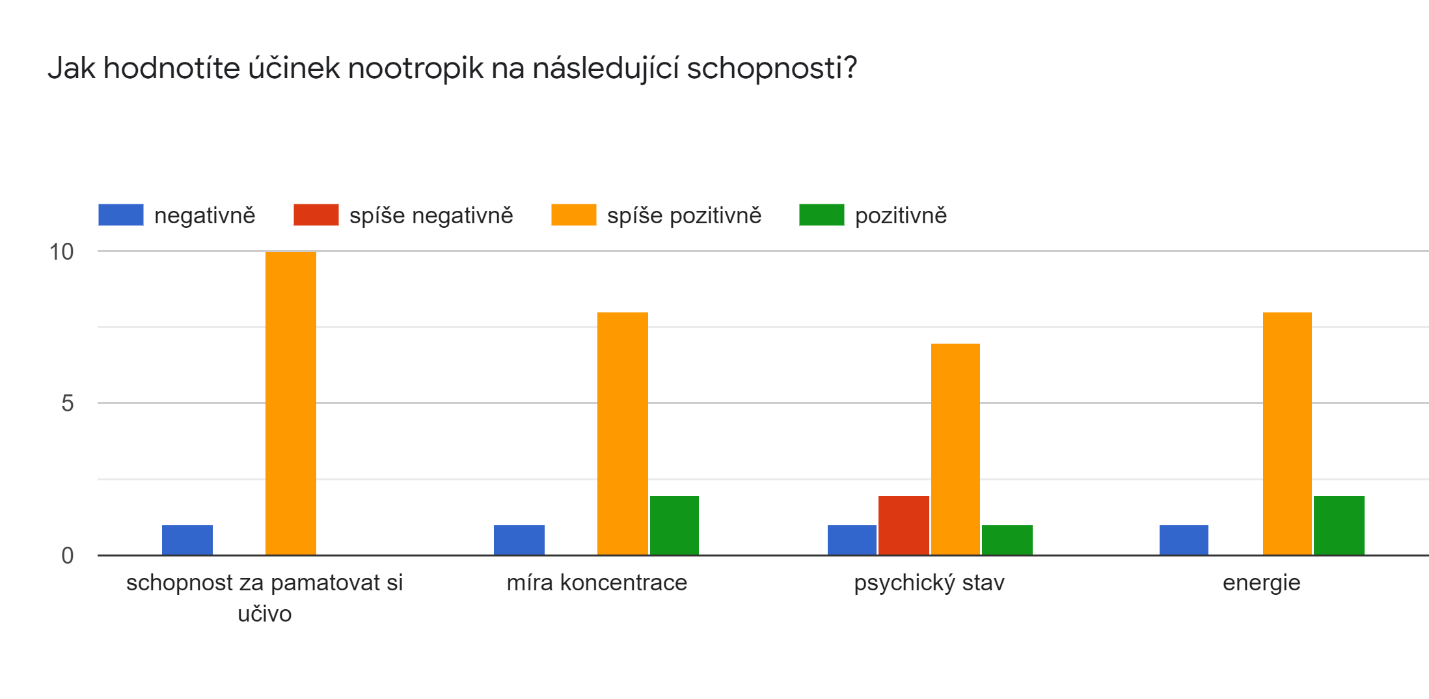 Jak hodnotíte účinek nootropik na následující schopnosti?
negativně spíše negativně spíše pozitivně pozitivně
10
5
0
schopnost za pamatovat si
učivo
míra koncentrace
psychický stav
energie